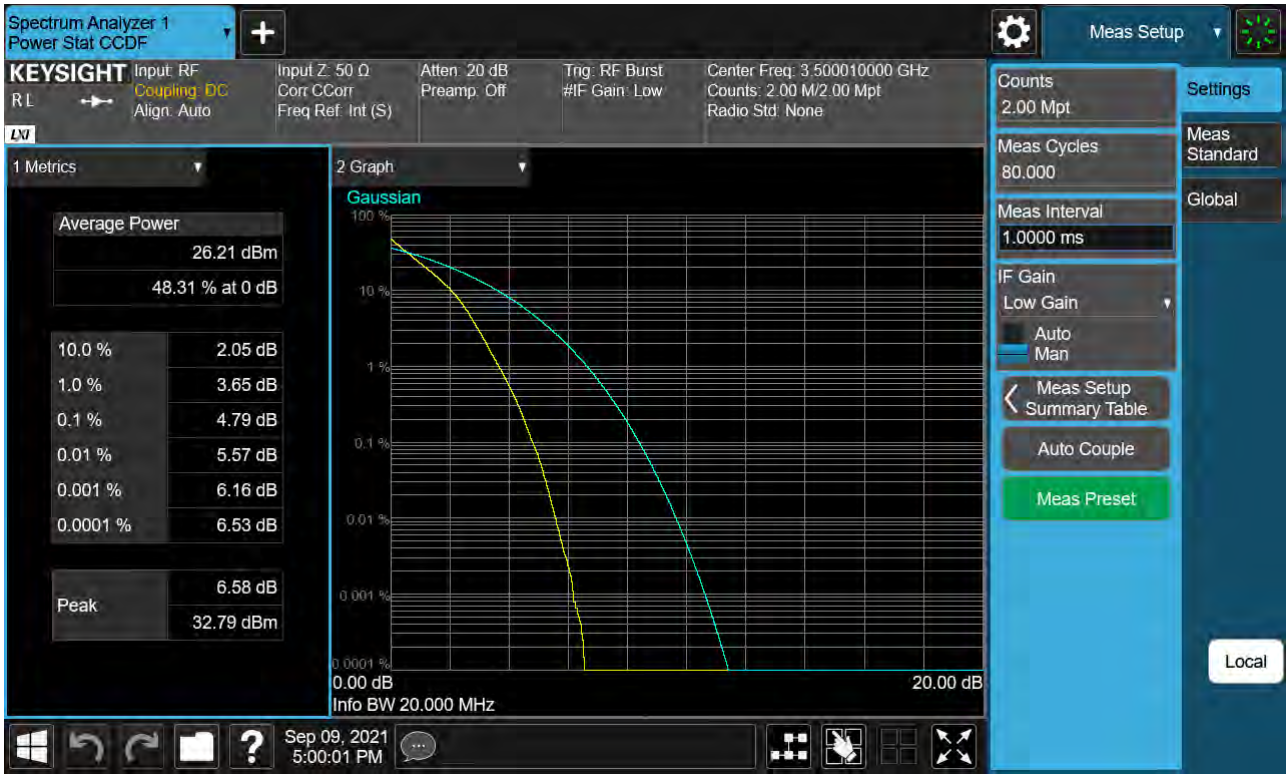 Spectrum Analyzer 1
Power Stat CCDF
+
Meas Setup
KEYSIGHT
RL
LXI
Input: RF
Coupling: DC
Align: Auto
Input Z: 50 Ω
Corr CCorr
Freq Ref: Int (S)
Atten: 20 dB
Preamp: Off
Trig: RF Burst
#IF Gain: Low
Center Freq: 3.500010000 GHz
Counts: 2.00 M/2.00 Mpt
Radio Std: None
1 Metrics
Average Power
26.21 dBm
48.31 % at 0 dB
10.0 % 2.05 dB
1.0 % 3.65 dB
0.1 % 4.79 dB
0.01 % 5.57 dB
0.001 % 6.16 dB
0.0001 % 6.53 dB
Peak
6.58 dB
32.79 dBm
2 Graph
Gaussian
100 %
10 %
1 %
0.1 %
0.01 %
0.001 %
0.0001 %
0.00 dB 20.00 dB
Info BW 20.000 MHz
Counts
2.00 Mpt
Meas Cycles
80.000
Meas Interval
1.0000 ms
IF Gain
Low Gain
Auto
Man
Meas Setup
Summary Table
Auto Couple
Meas Preset
Settings
Meas
Standard
Global
Local
?
Sep 09, 2021
5:00:01 PM